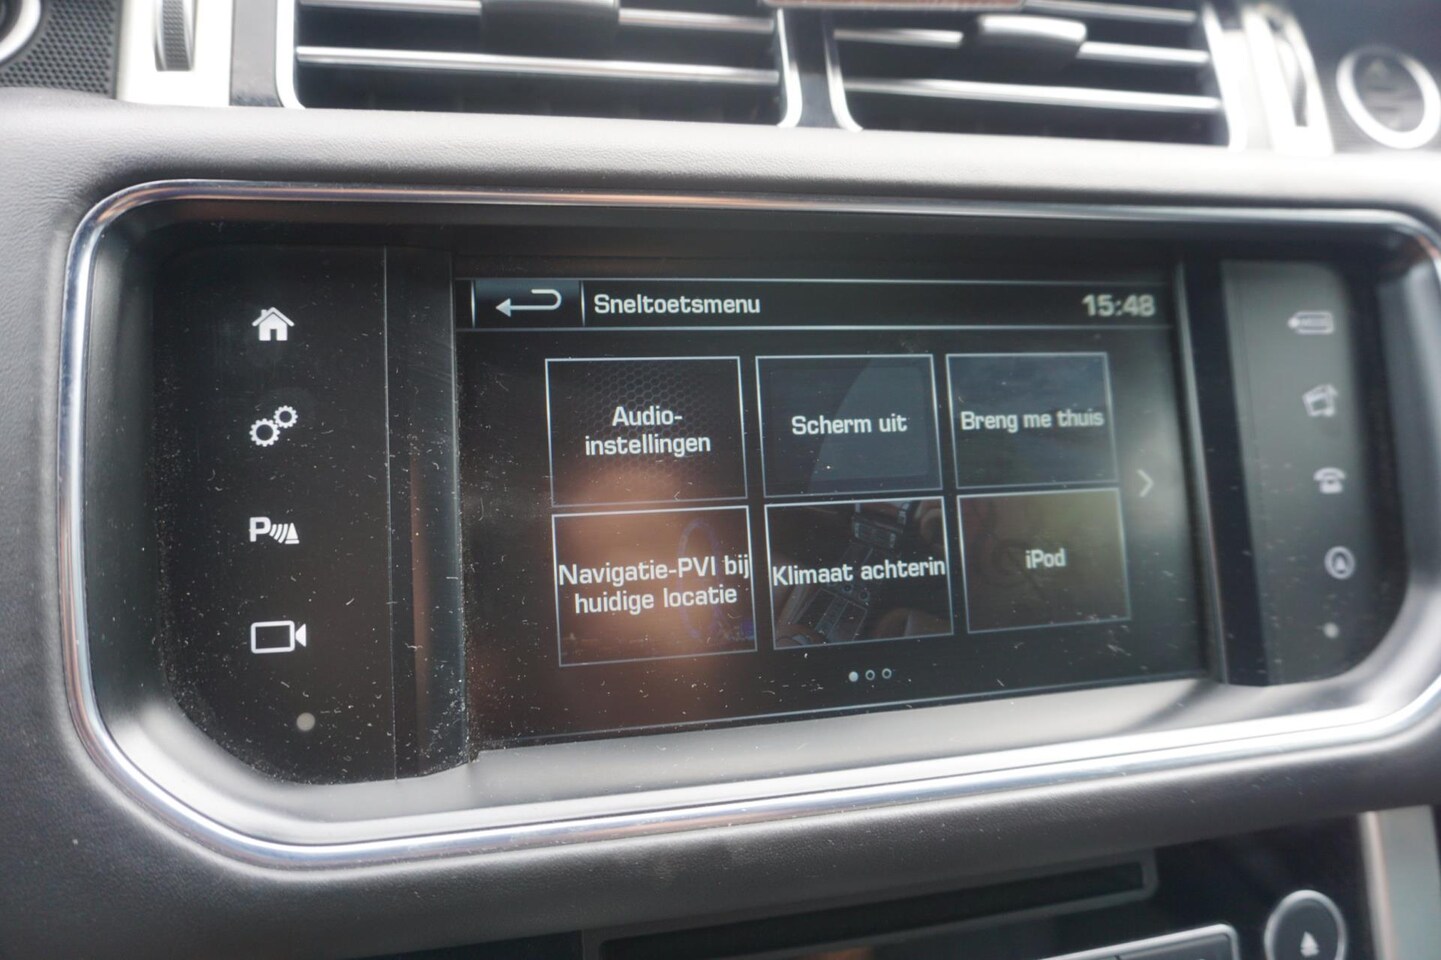 Sneltoetsmenu 15:48
Audio-
instellingen
Scherm uit
Breng me thuis
Navigatie-PVI bij
huidige locatie
Klimaat achterin
iPod
P